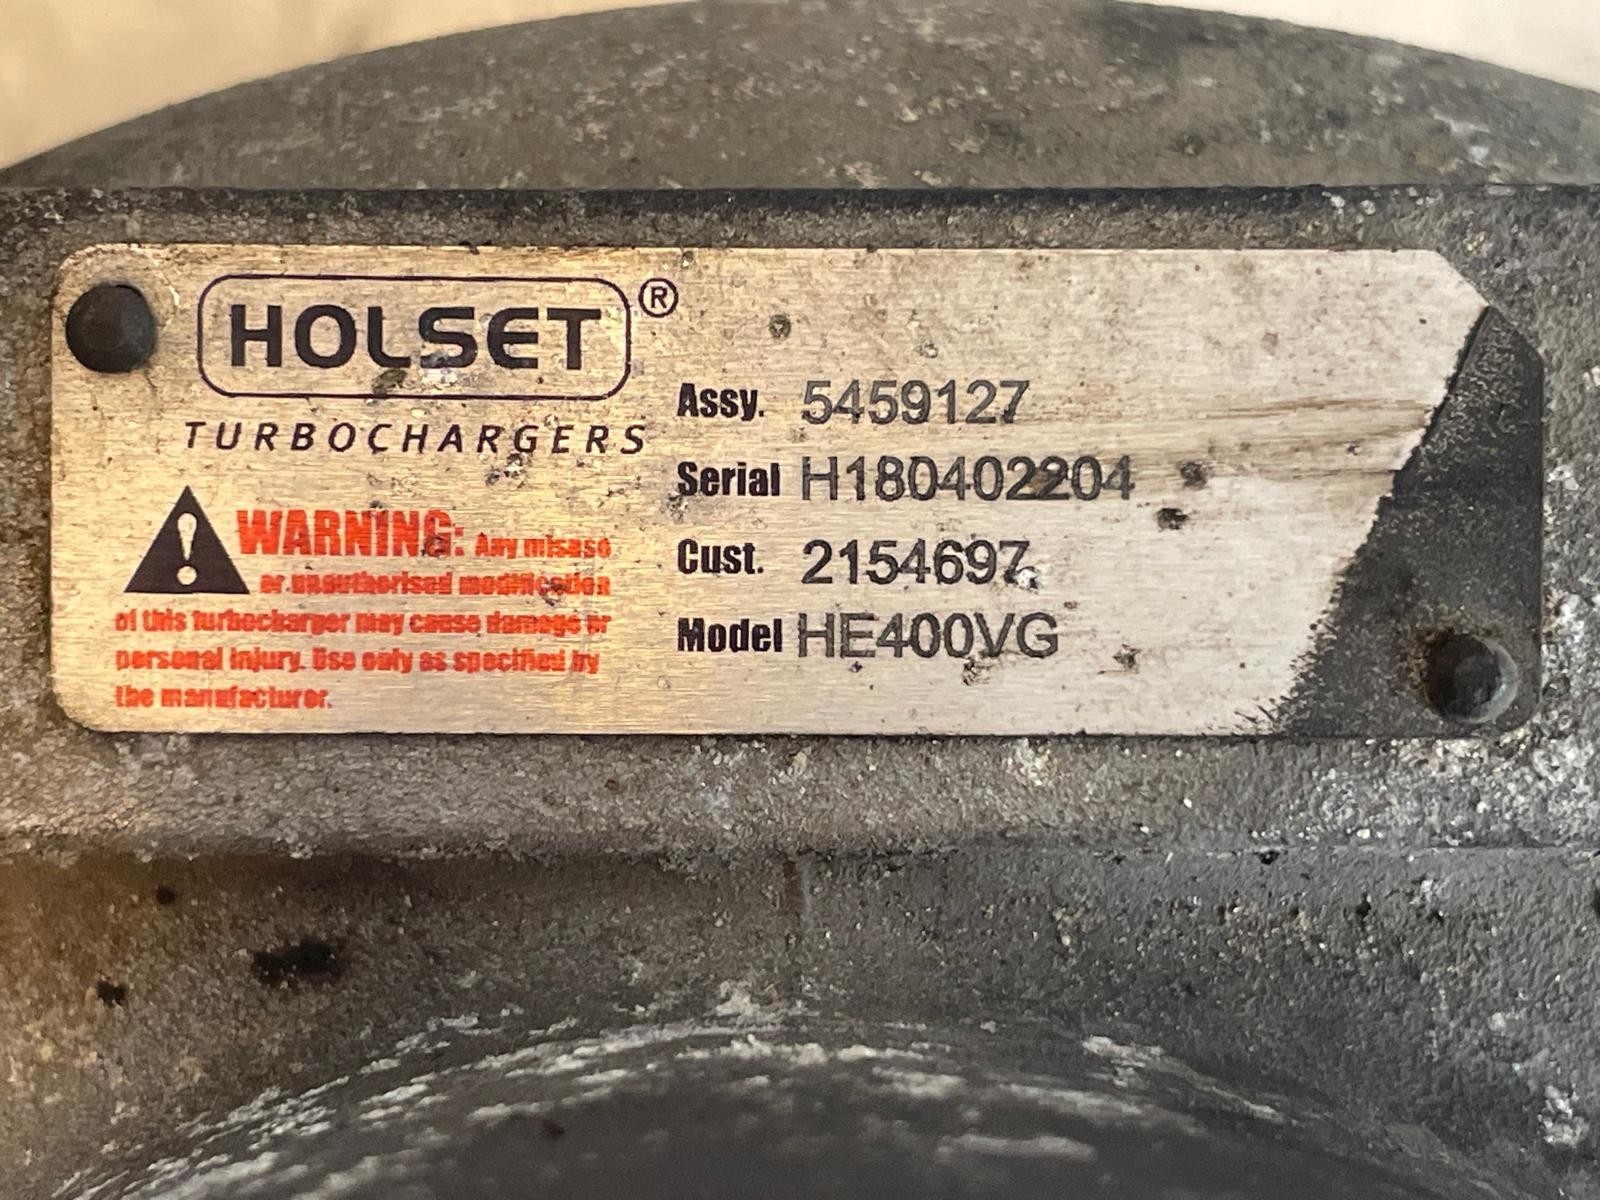 HOLSET®
TURBOCHARGERS
WARNING: Any misuse
or unauthorised modification
of this turbocharger may cause damage or
personal injury. Use only as specified by
the manufacturer.
Assy. 5459127
Serial H180402204
Cust. 2154697
Model HE400VG